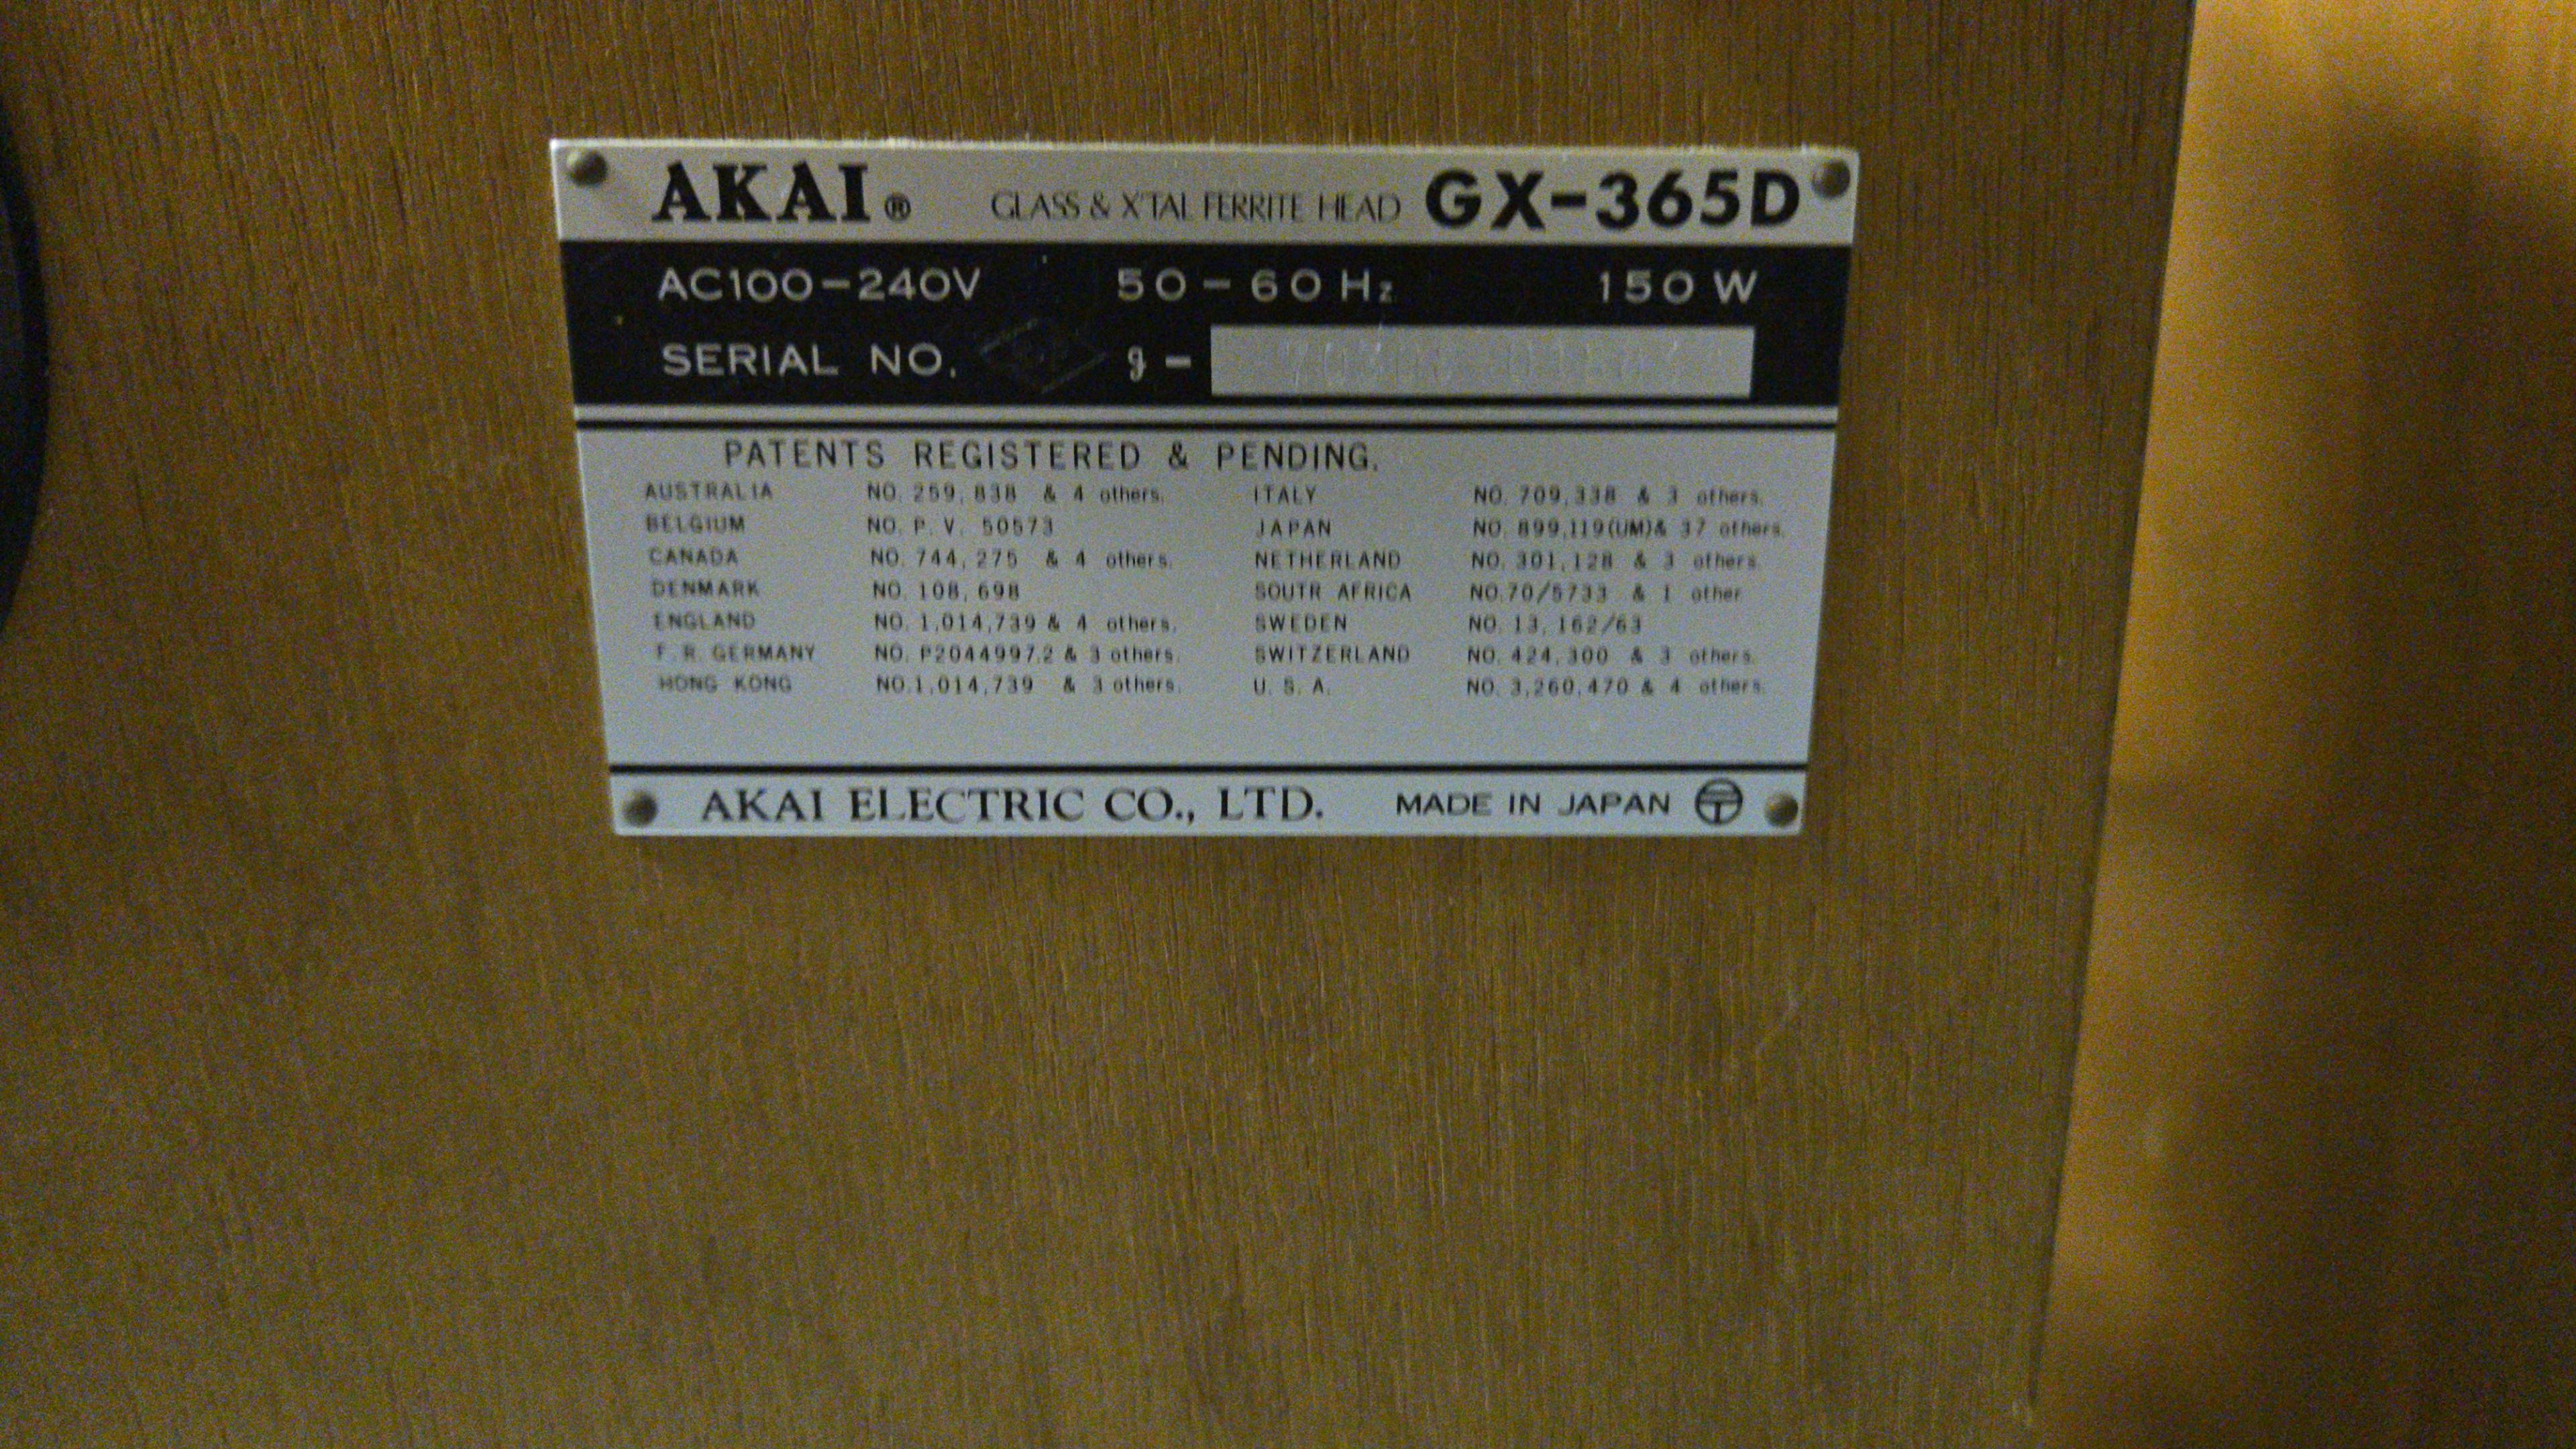 AKAI® GLASS & X'TAL FERRITE HEAD GX-365D
AC100-240V 50-60Hz 150W
SERIAL NO. g-
PATENTS REGISTERED & PENDING.
AUSTRALIA NO. 259,838 & 4 others. ITALY NO. 709,338 & 3 others.
BELGIUM NO. P. V. 50573 JAPAN NO. 899,119(UM)& 37 others.
CANADA NO. 744,275 & 4 others. NETHERLAND NO. 301,128 & 3 others.
DENMARK NO. 108,698 SOUTR AFRICA NO.70/5733 & 1 other
ENGLAND NO. 1,014,739 & 4 others. SWEDEN NO. 13,162/63
F. R. GERMANY NO. P2044997.2 & 3 others. SWITZERLAND NO. 424,300 & 3 others.
HONG KONG NO.1,014,739 & 3 others. U. S. A. NO. 3,260,470 & 4 others.
AKAI ELECTRIC CO., LTD. MADE IN JAPAN